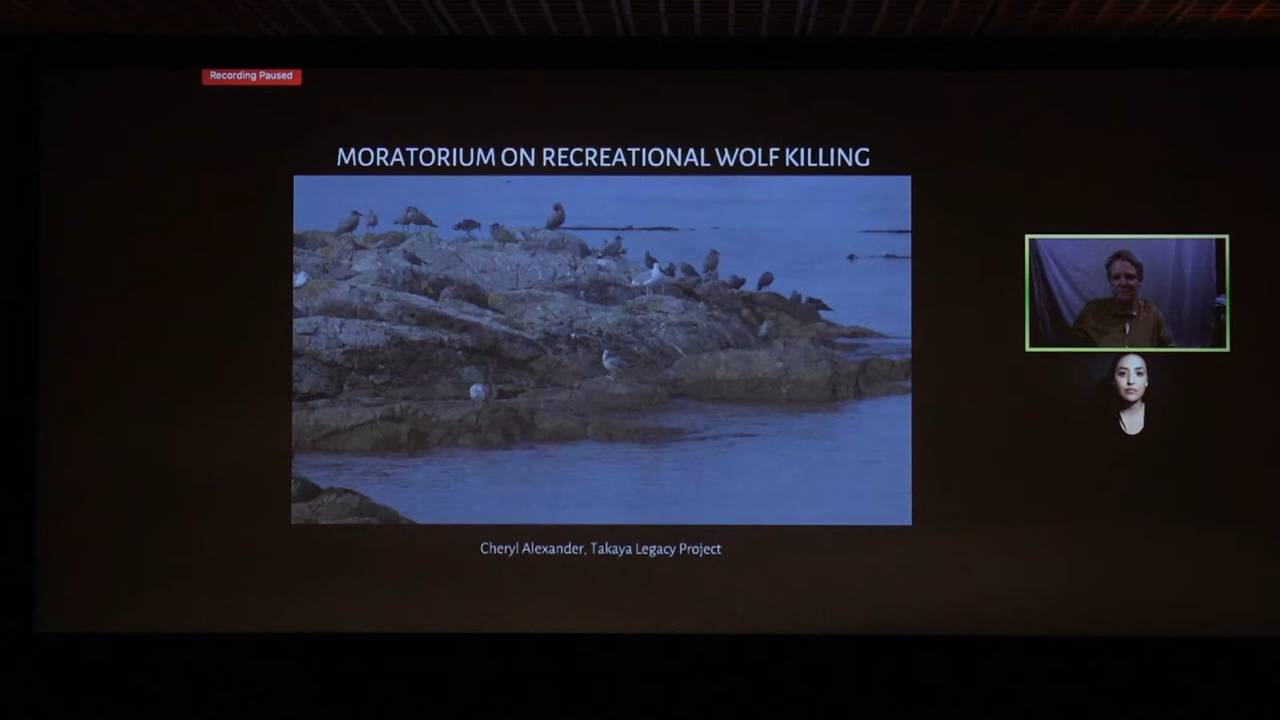 Recording Paused
MORATORIUM ON RECREATIONAL WOLF KILLING
Cheryl Alexander, Takaya Legacy Project